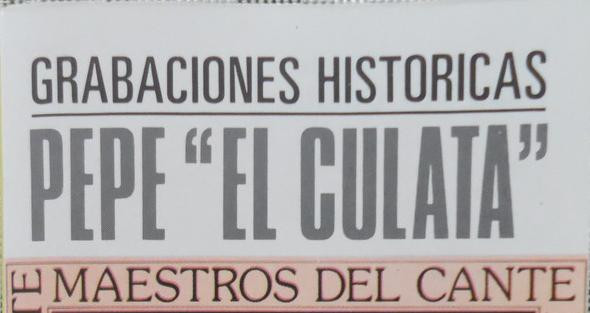 GRABACIONES HISTORICAS
PEPE “EL CULATA”
MAESTROS DEL CANTE